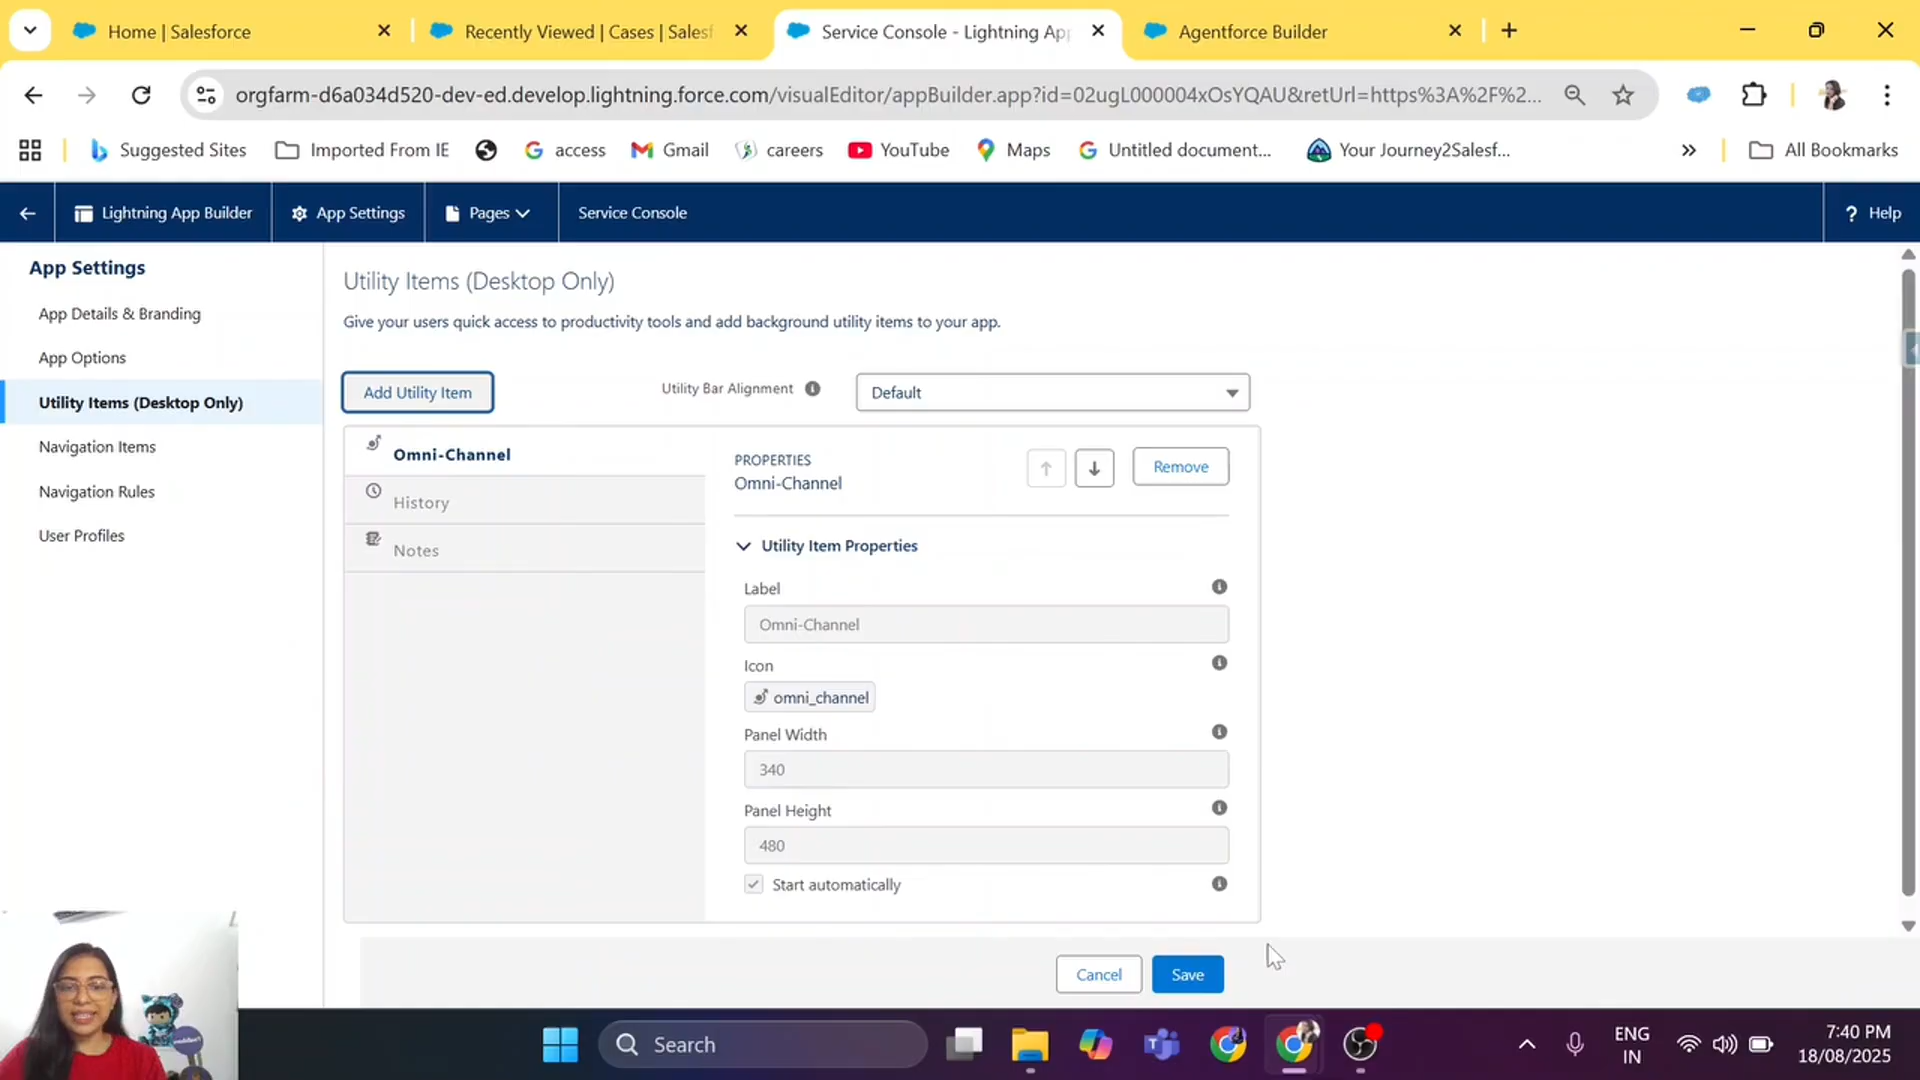 Home | Salesforce
Recently Viewed | Cases | Salesf
Service Console - Lightning App
Agentforce Builder
orgfarm-d6a034d520-dev-ed.develop.lightning.force.com/visualEditor/appBuilder.app?id=02ugL000004xOsYQAU&retUrl=https%3A%2F%2...
Suggested Sites
Imported From IE
access
Gmail
careers
YouTube
Maps
Untitled document...
Your Journey2Salesf...
All Bookmarks
Lightning App Builder
App Settings
Pages
Service Console
? Help
App Settings
App Details & Branding
App Options
Utility Items (Desktop Only)
Navigation Items
Navigation Rules
User Profiles
Utility Items (Desktop Only)
Give your users quick access to productivity tools and add background utility items to your app.
Add Utility Item
Utility Bar Alignment
Default
Omni-Channel
History
Notes
PROPERTIES
Omni-Channel
Remove
Utility Item Properties
Label
Omni-Channel
Icon
omni_channel
Panel Width
340
Panel Height
480
Start automatically
Cancel
Save
Search
ENG
IN
7:40 PM
18/08/2025